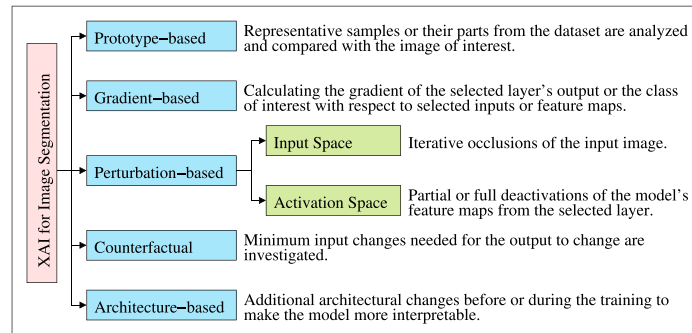 XAI for Image Segmentation
Prototype–based
Representative samples or their parts from the dataset are analyzed
and compared with the image of interest.
Gradient–based
Calculating the gradient of the selected layer's output or the class
of interest with respect to selected inputs or feature maps.
Perturbation–based
Input Space
Iterative occlusions of the input image.
Activation Space
Partial or full deactivations of the model's
feature maps from the selected layer.
Counterfactual
Minimum input changes needed for the output to change are
investigated.
Architecture–based
Additional architectural changes before or during the training to
make the model more interpretable.